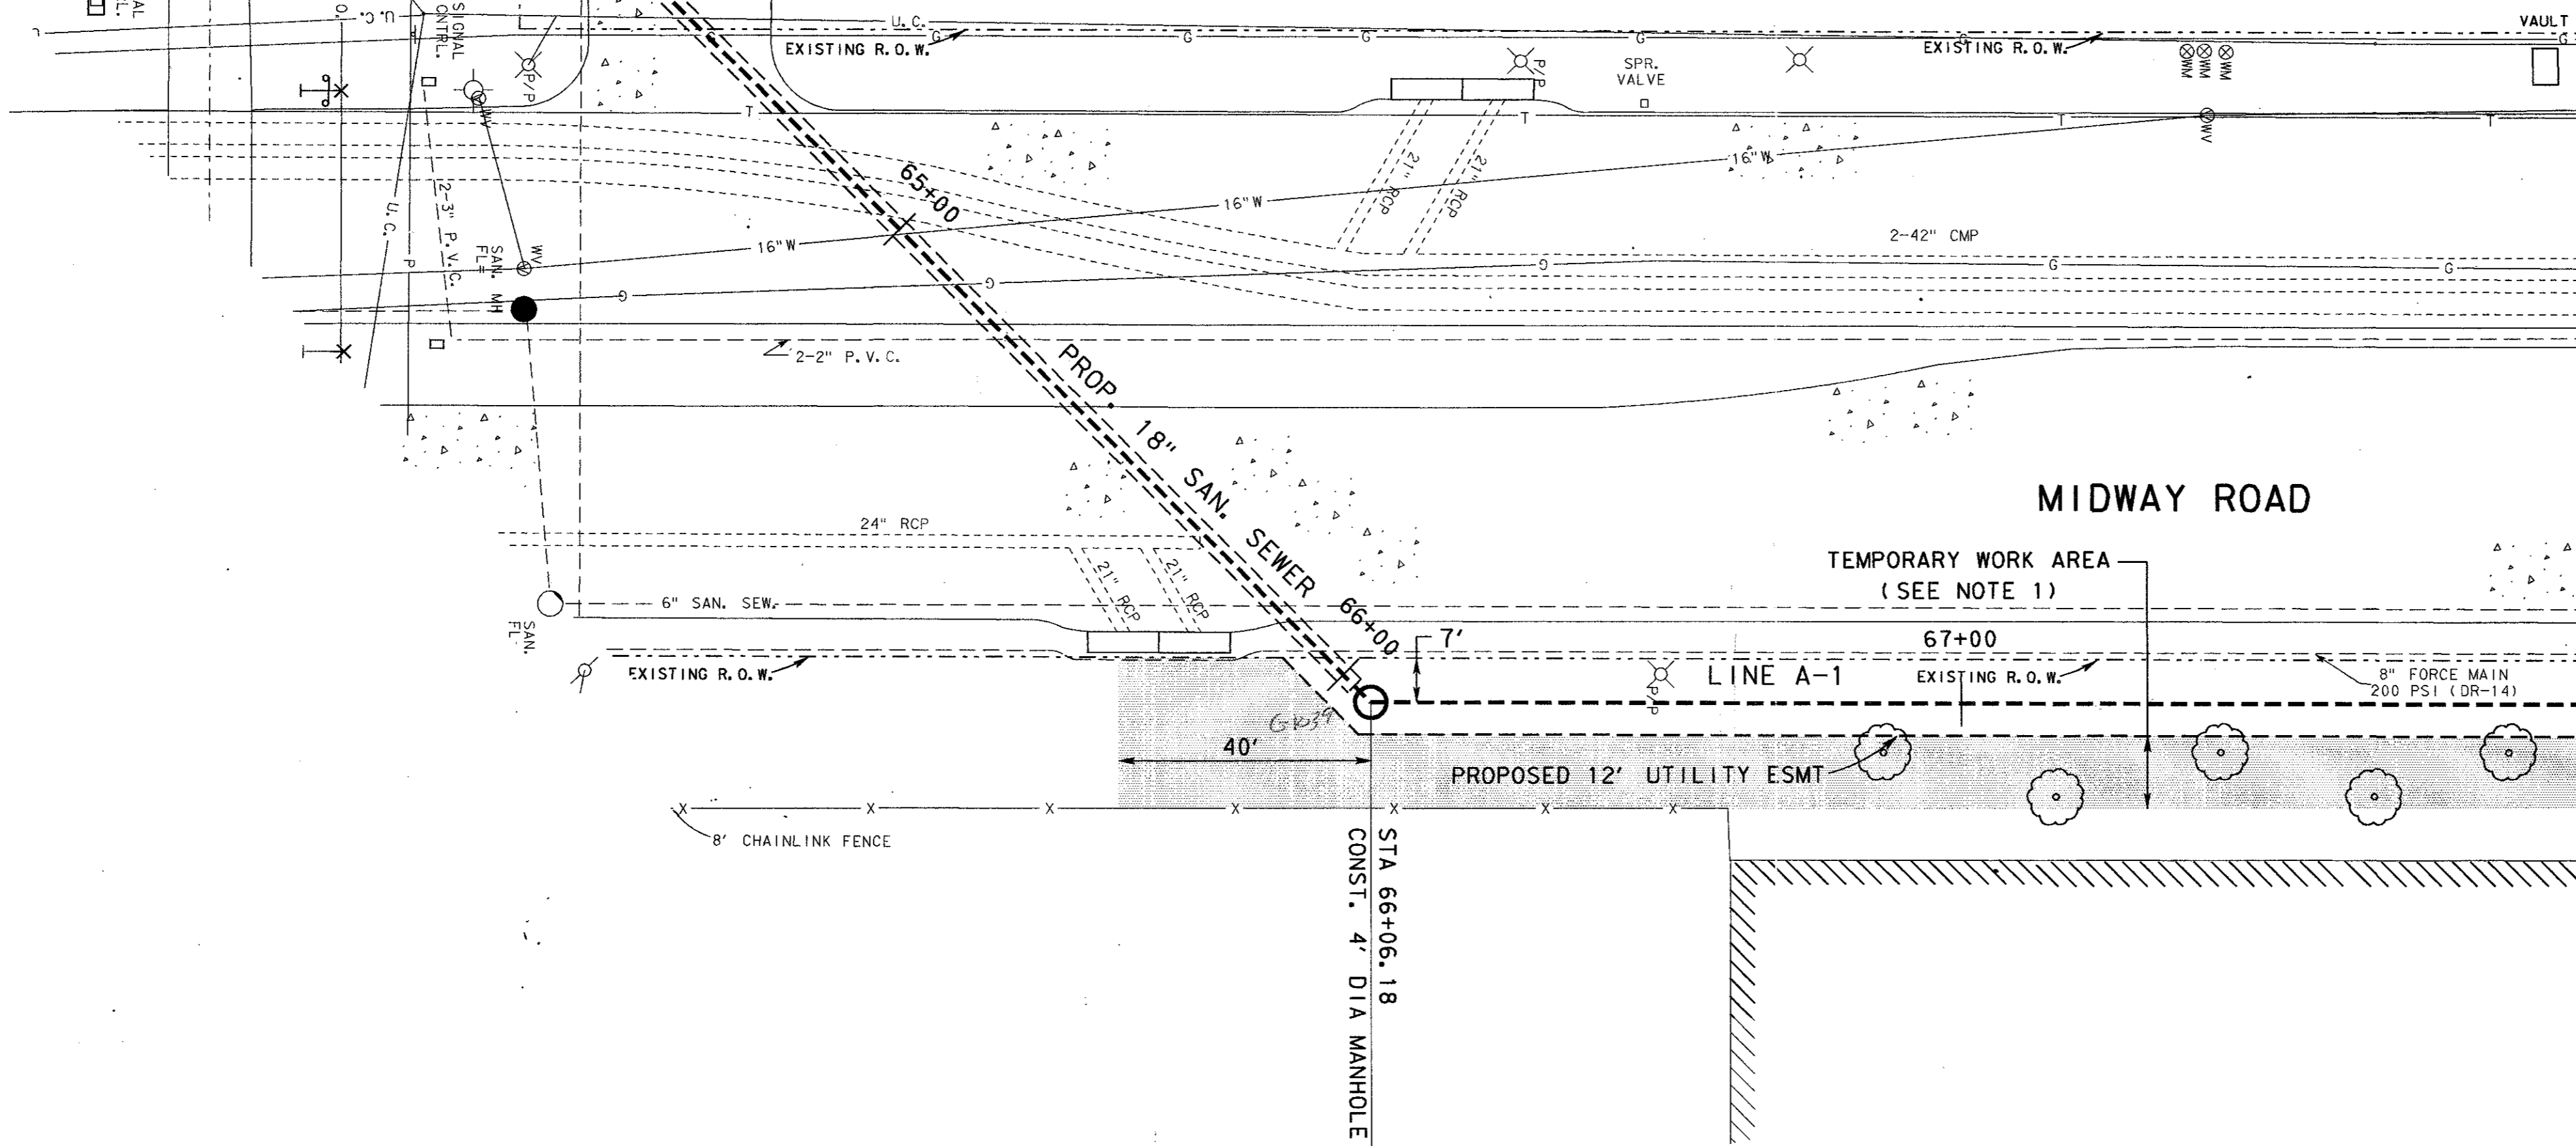 U.C.
SIGNAL
CNTRL.
U.C.
G
EXISTING R.O.W.
G
G
G
EXISTING R.O.W.
VAULT
G
P/P
P/P
SPR.
VALVE
WM
WM
WM
WV
T
T
T
T
WV
65+00
16"W
16"W
16"W
21" RCP
21" RCP
2-42" CMP
U.C.
P
2-3" P.V.C.
SAN. MH
FL=
WV
G
G
G
G
G
2-2" P.V.C.
PROP. 18" SAN. SEWER
24" RCP
21" RCP
21" RCP
MIDWAY ROAD
TEMPORARY WORK AREA
(SEE NOTE 1)
6" SAN. SEW.
SAN.
FL
66+00
7'
67+00
EXISTING R.O.W.
LINE A-1
P/P
EXISTING R.O.W.
8" FORCE MAIN
200 PSI (DR-14)
40'
PROPOSED 12' UTILITY ESMT
X X X X X X X
8' CHAINLINK FENCE
STA 66+06.18
CONST. 4' DIA MANHOLE